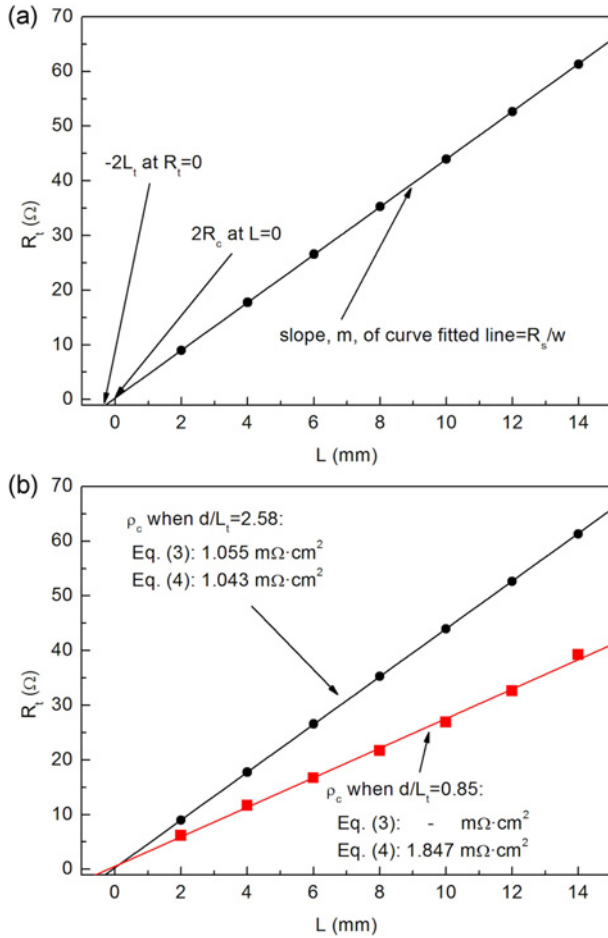 (a)
70
60
50
40
30
20
10
0
R_t (Ω)
-2L_t at R_t=0
2R_c at L=0
slope, m, of curve fitted line=R_s/w
0 2 4 6 8 10 12 14
L (mm)
(b)
70
60
50
40
30
20
10
0
R_t (Ω)
ρ_c when d/L_t=2.58:
Eq. (3): 1.055 mΩ·cm²
Eq. (4): 1.043 mΩ·cm²
ρ_c when d/L_t=0.85:
Eq. (3): - mΩ·cm²
Eq. (4): 1.847 mΩ·cm²
0 2 4 6 8 10 12 14
L (mm)